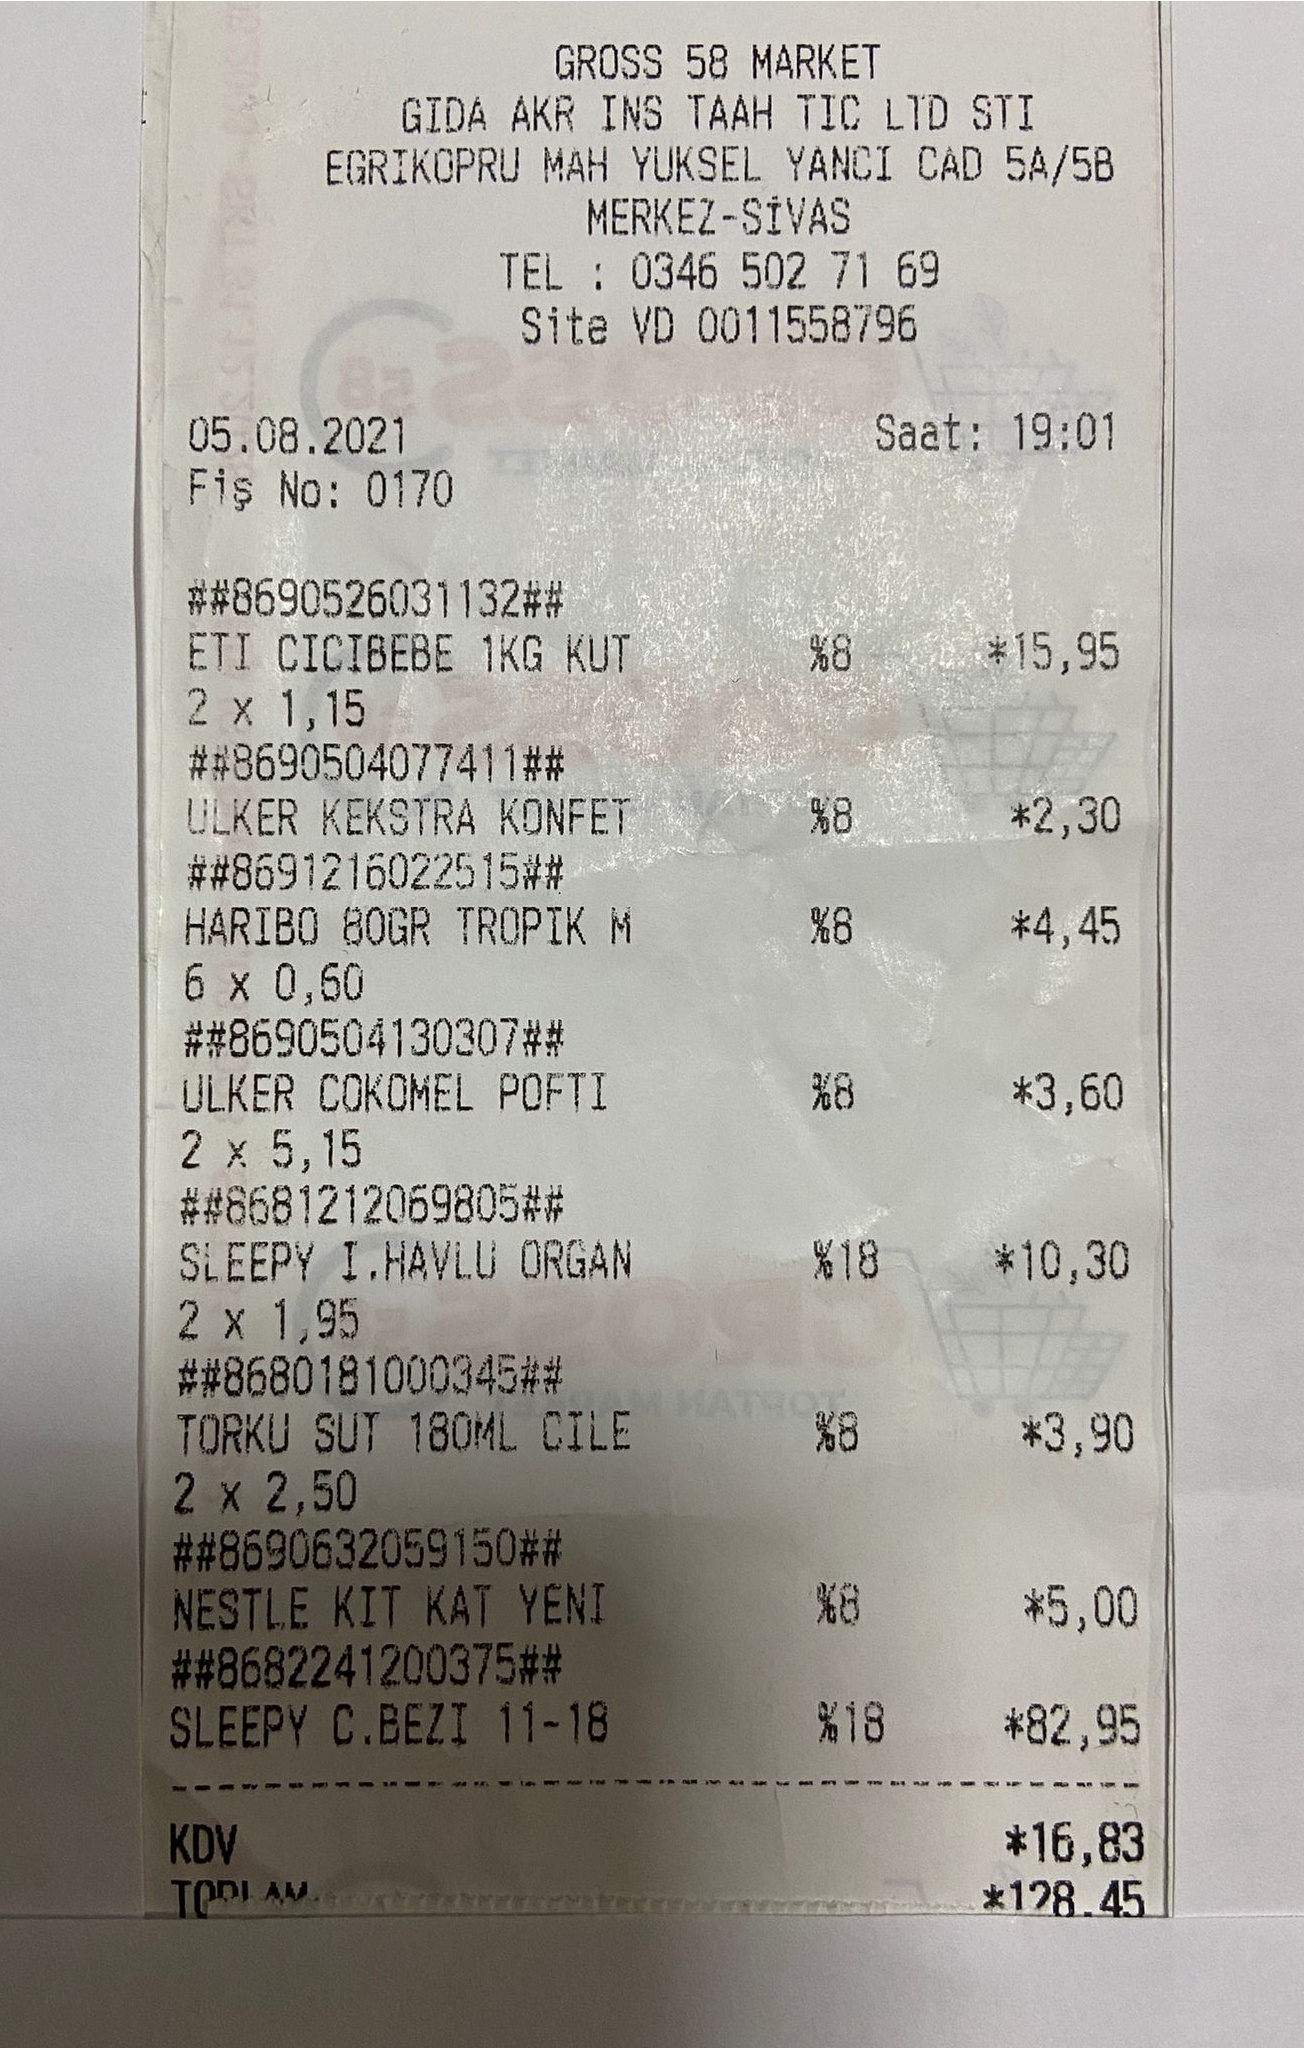 GROSS 58 MARKET
GIDA AKR INS TAAH TIC LTD STI
EGRIKOPRU MAH YUKSEL YANCI CAD 5A/5B
MERKEZ-SİVAS
TEL : 0346 502 71 69
Site VD 0011558796
05.08.2021 Saat: 19:01
Fiş No: 0170
##8690526031132##
ETI CICIBEBE 1KG KUT %8 *15,95
2 x 1,15
##8690504077411##
ULKER KEKSTRA KONFET %8 *2,30
##8691216022515##
HARIBO 80GR TROPIK M %8 *4,45
6 x 0,60
##8690504130307##
ULKER COKOMEL POFTI %8 *3,60
2 x 5,15
##8681212069805##
SLEEPY I.HAVLU ORGAN %18 *10,30
2 x 1,95
##8680181000345##
TORKU SUT 180ML CILE %8 *3,90
2 x 2,50
##8690632059150##
NESTLE KIT KAT YENI %8 *5,00
##8682241200375##
SLEEPY C.BEZI 11-18 %18 *82,95
KDV *16,83
TOPLAM *128,45